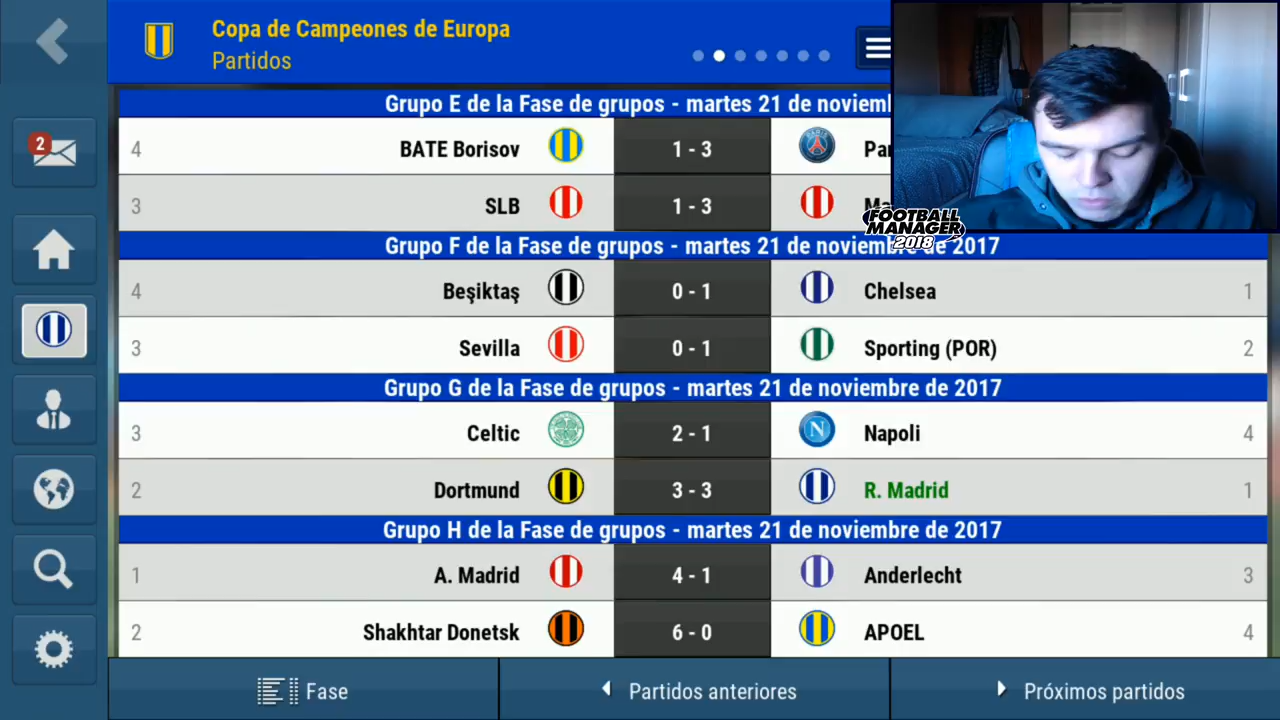 Copa de Campeones de Europa
Partidos
2
Grupo E de la Fase de grupos - martes 21 de
4 BATE Borisov 1 - 3
3 SLB 1 - 3
FOOTBALL MANAGER 2018
Grupo F de la Fase de grupos - martes 21 de noviembre de 2017
4 Beşiktaş 0 - 1 Chelsea 1
3 Sevilla 0 - 1 Sporting (POR) 2
Grupo G de la Fase de grupos - martes 21 de noviembre de 2017
3 Celtic 2 - 1 Napoli 4
2 Dortmund 3 - 3 R. Madrid 1
Grupo H de la Fase de grupos - martes 21 de noviembre de 2017
1 A. Madrid 4 - 1 Anderlecht 3
2 Shakhtar Donetsk 6 - 0 APOEL 4
Fase Partidos anteriores Próximos partidos